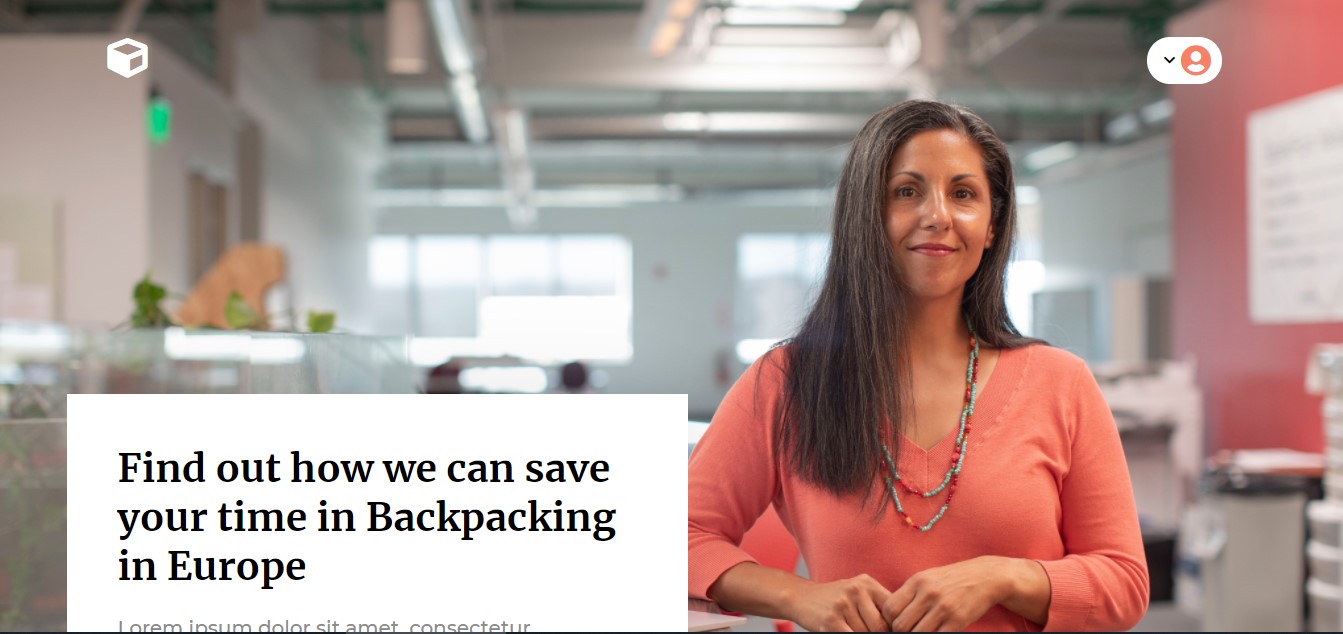 Find out how we can save
your time in Backpacking
in Europe
Lorem ipsum dolor sit amet, consectetur